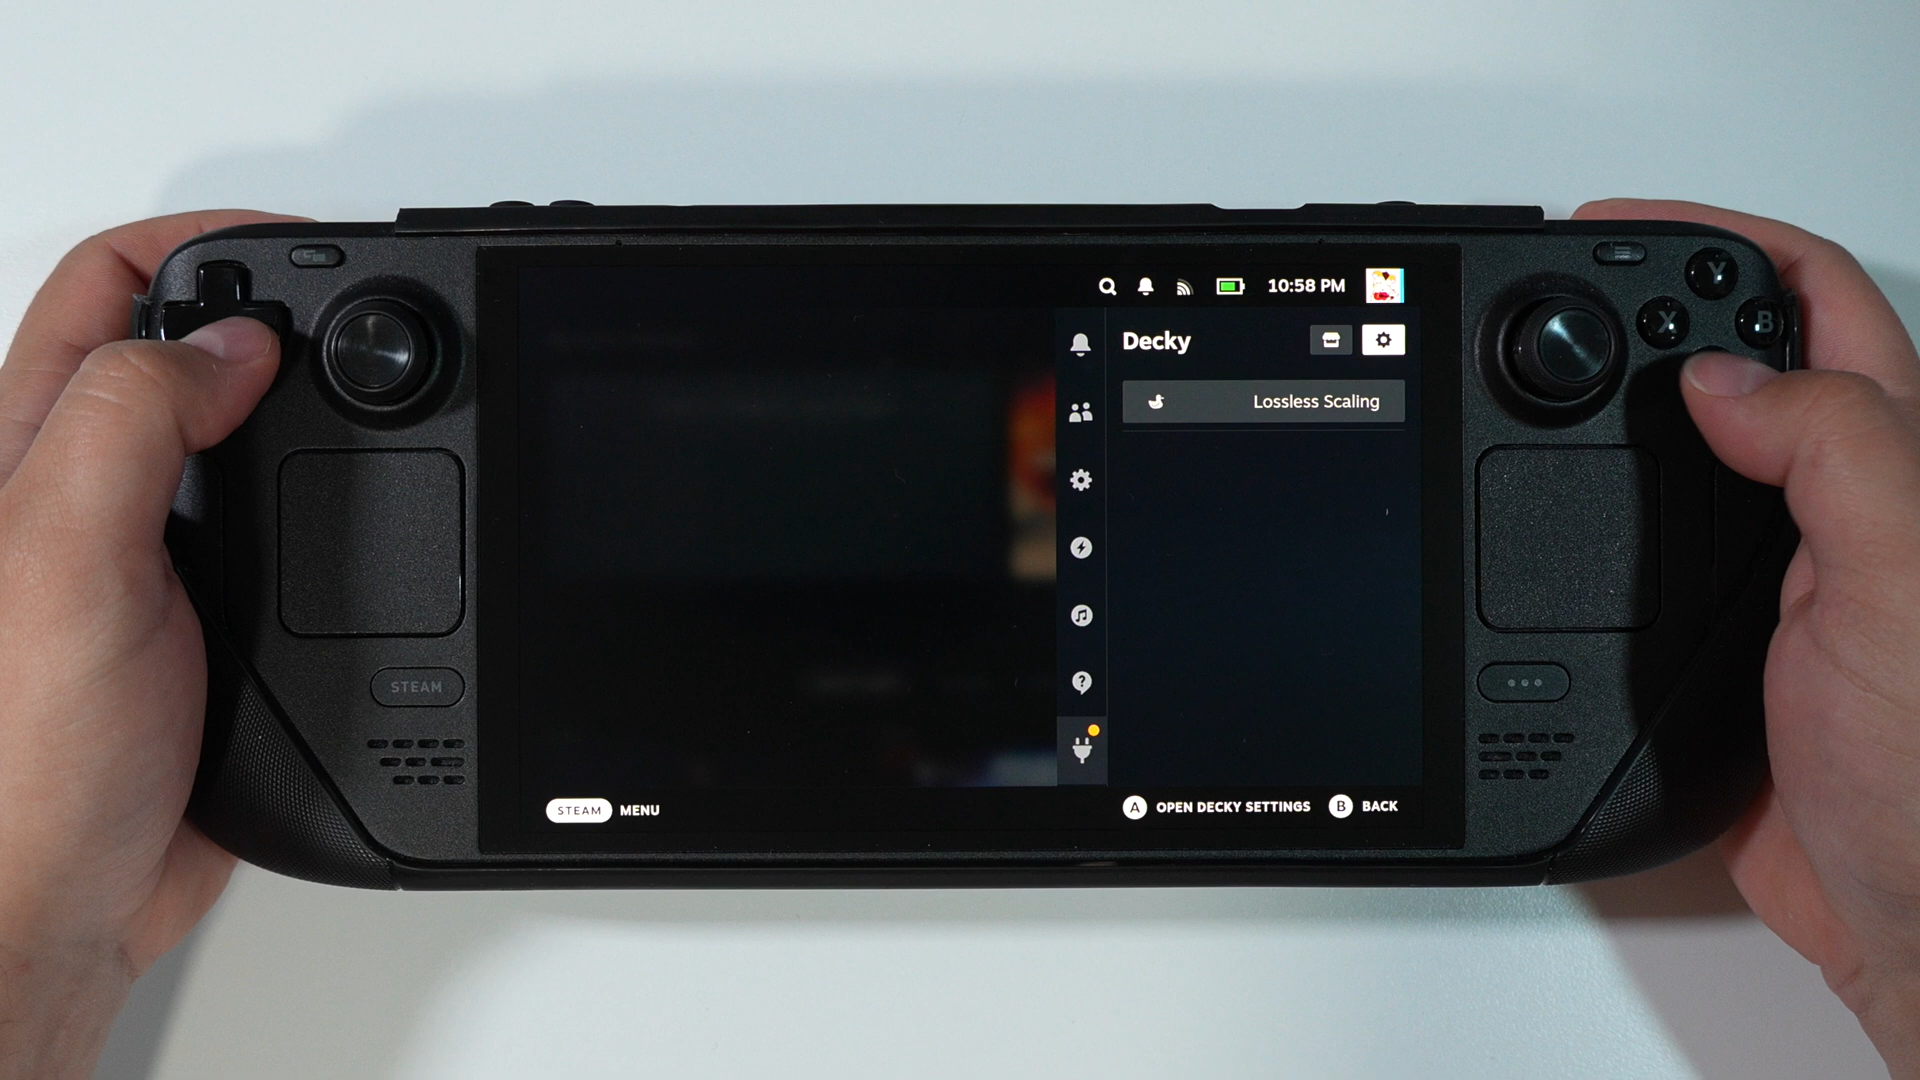 10:58 PM
Decky
Lossless Scaling
STEAM MENU
A OPEN DECKY SETTINGS B BACK
STEAM
Y
X
B